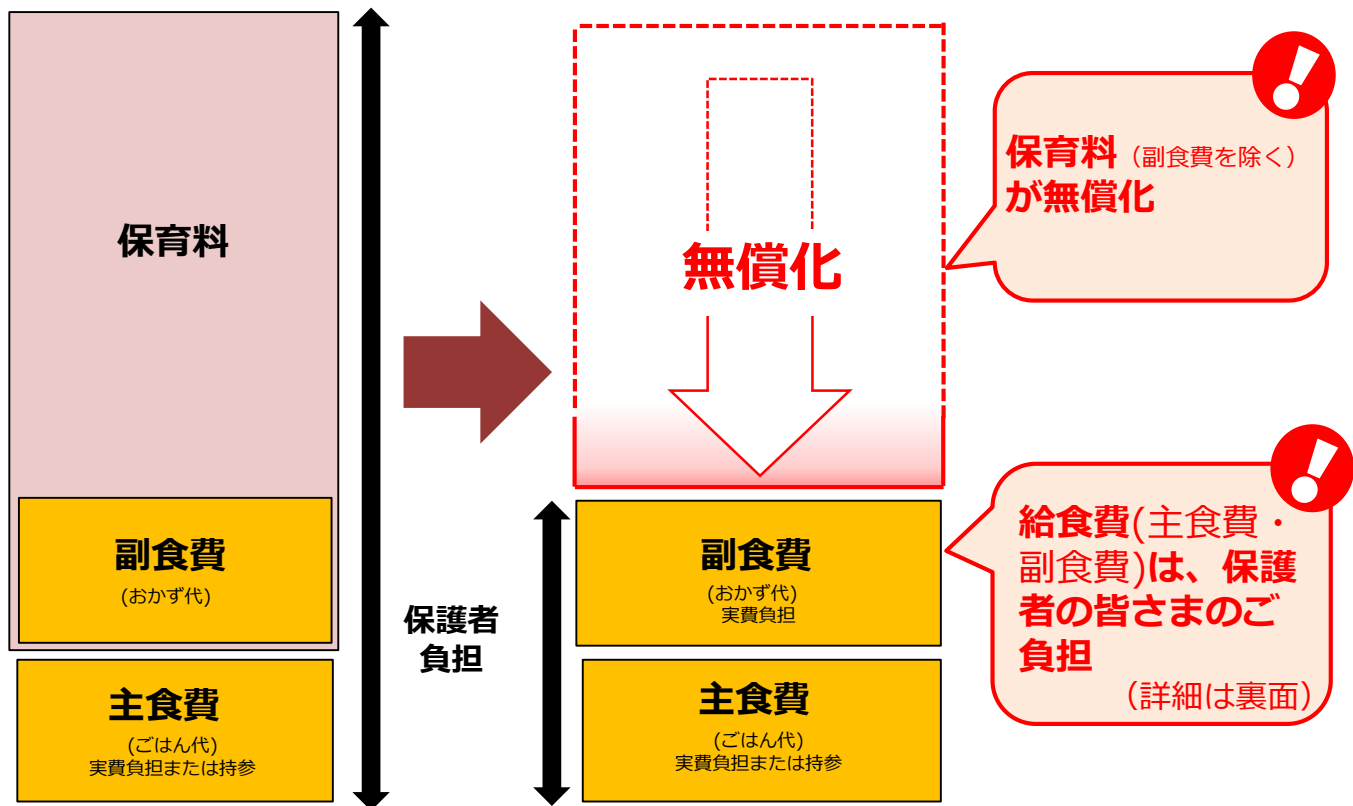 保育料
副食費
(おかず代)
主食費
(ごはん代)
実費負担または持参
保護者
負担
無償化
副食費
(おかず代)
実費負担
主食費
(ごはん代)
実費負担または持参
保育料（副食費を除く）
が無償化
給食費(主食費・
副食費)は、保護
者の皆さまのご
負担
（詳細は裏面）